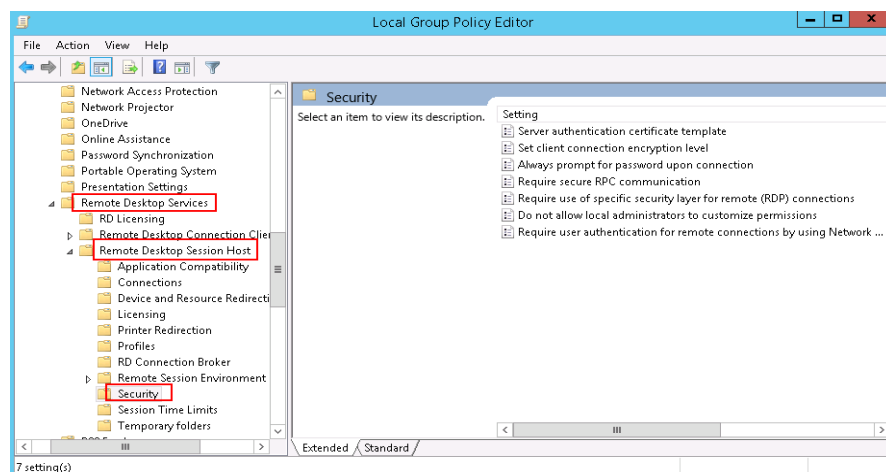 Local Group Policy Editor
File Action View Help
Network Access Protection
Network Projector
OneDrive
Online Assistance
Password Synchronization
Portable Operating System
Presentation Settings
Remote Desktop Services
RD Licensing
Remote Desktop Connection Clie
Remote Desktop Session Host
Application Compatibility
Connections
Device and Resource Redirecti
Licensing
Printer Redirection
Profiles
RD Connection Broker
Remote Session Environment
Security
Session Time Limits
Temporary folders
Security
Select an item to view its description.
Setting
Server authentication certificate template
Set client connection encryption level
Always prompt for password upon connection
Require secure RPC communication
Require use of specific security layer for remote (RDP) connections
Do not allow local administrators to customize permissions
Require user authentication for remote connections by using Network ...
Extended Standard
7 setting(s)